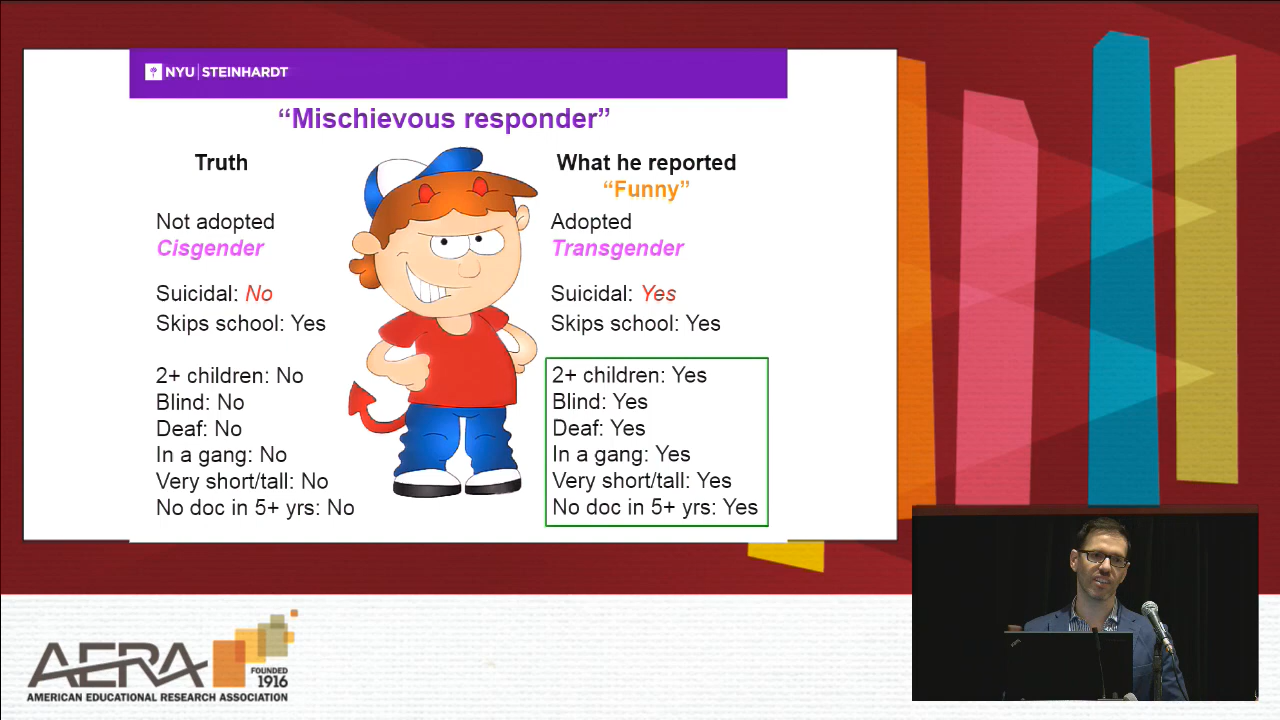 NYU | STEINHARDT
“Mischievous responder”
Truth
Not adopted
Cisgender
Suicidal: No
Skips school: Yes
2+ children: No
Blind: No
Deaf: No
In a gang: No
Very short/tall: No
No doc in 5+ yrs: No
What he reported
“Funny”
Adopted
Transgender
Suicidal: Yes
Skips school: Yes
2+ children: Yes
Blind: Yes
Deaf: Yes
In a gang: Yes
Very short/tall: Yes
No doc in 5+ yrs: Yes
AERA
FOUNDED
1916
AMERICAN EDUCATIONAL RESEARCH ASSOCIATION